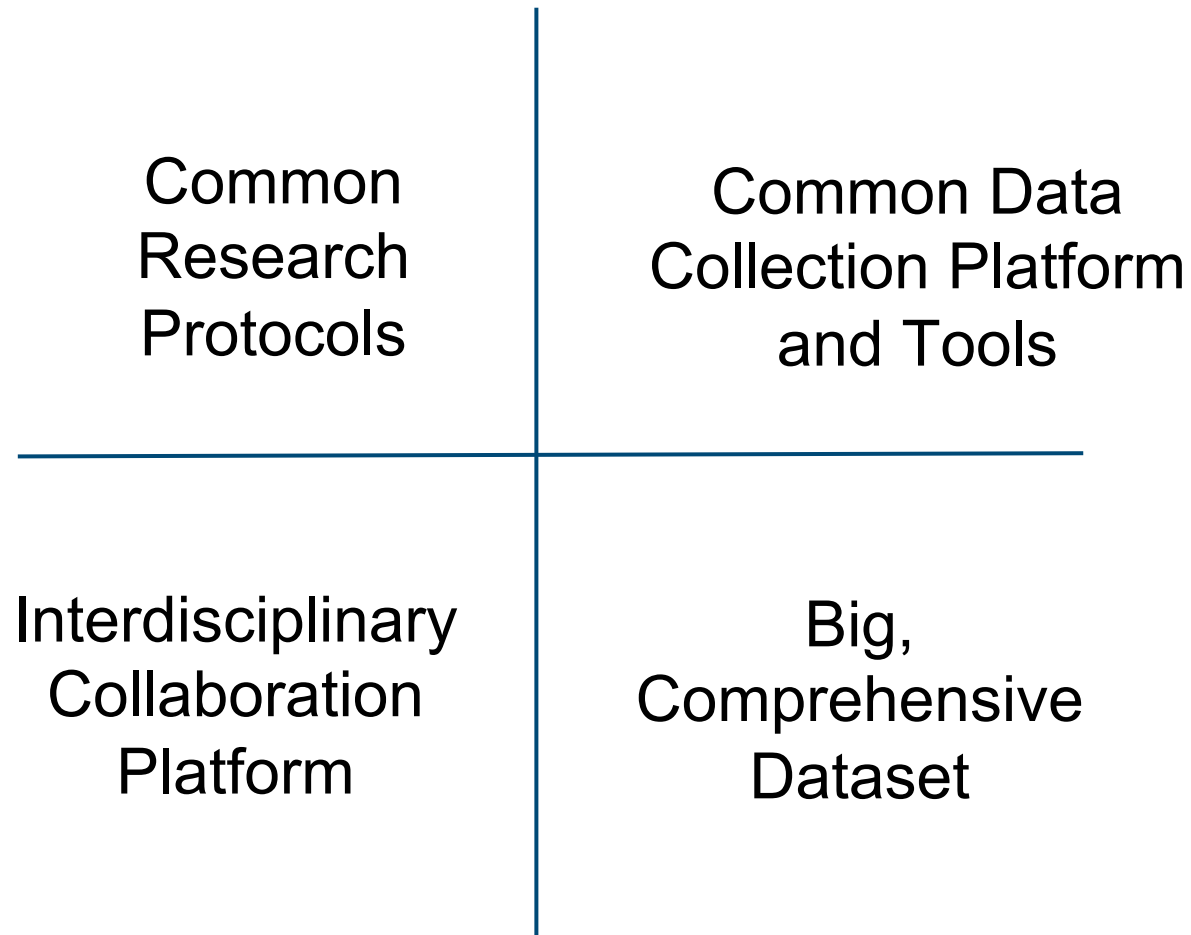 Common
Research
Protocols
Common Data
Collection Platform
and Tools
Interdisciplinary
Collaboration
Platform
Big,
Comprehensive
Dataset